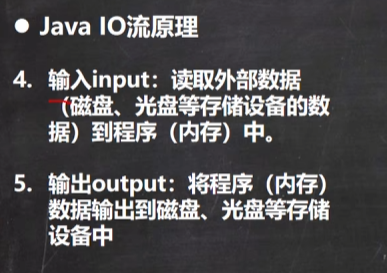 ● Java IO流原理
4. 输入input：读取外部数据
（磁盘、光盘等存储设备的数
据）到程序（内存）中。
5. 输出output：将程序（内存）
数据输出到磁盘、光盘等存储
设备中